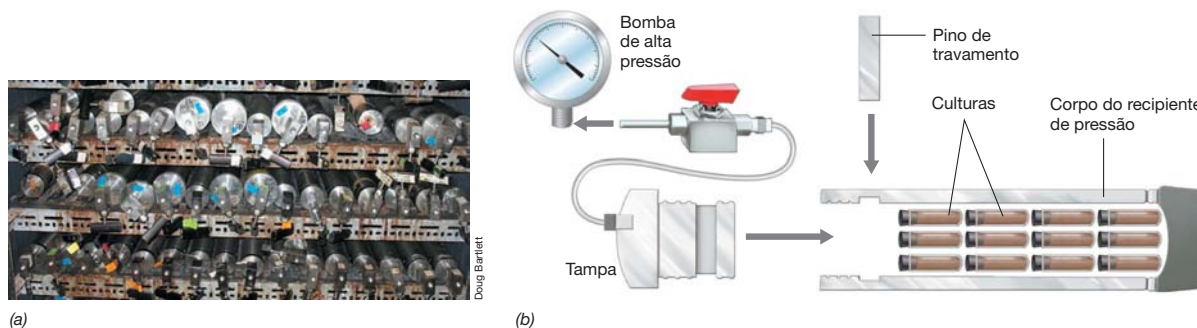 Doug Bartlett
(a)
(b)
Bomba
de alta
pressão
Pino de
travamento
Culturas
Corpo do recipiente
de pressão
Tampa